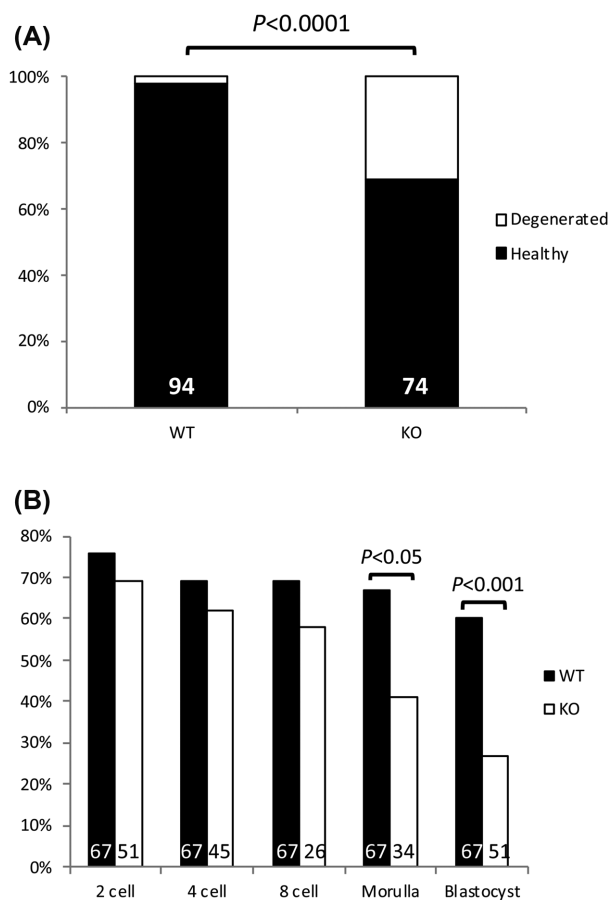 (A)
P<0.0001
100%
80%
60%
40%
20%
0%
94
74
WT
KO
Degenerated
Healthy
(B)
80%
70%
60%
50%
40%
30%
20%
10%
0%
P<0.05
P<0.001
67 51
67 45
67 26
67 34
67 51
2 cell
4 cell
8 cell
Morulla
Blastocyst
WT
KO